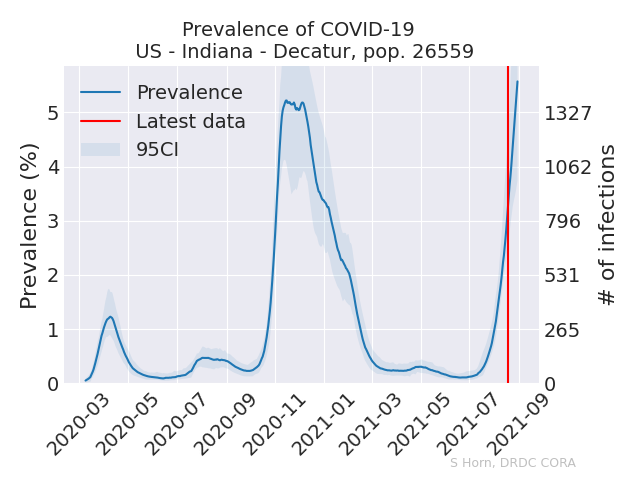 Prevalence of COVID-19
US - Indiana - Decatur, pop. 26559
Prevalence
Latest data
95CI
Prevalence (%)
5
4
3
2
1
0
1327
1062
796
531
265
0
# of infections
2020-03
2020-05
2020-07
2020-09
2020-11
2021-01
2021-03
2021-05
2021-07
2021-09
S Horn, DRDC CORA